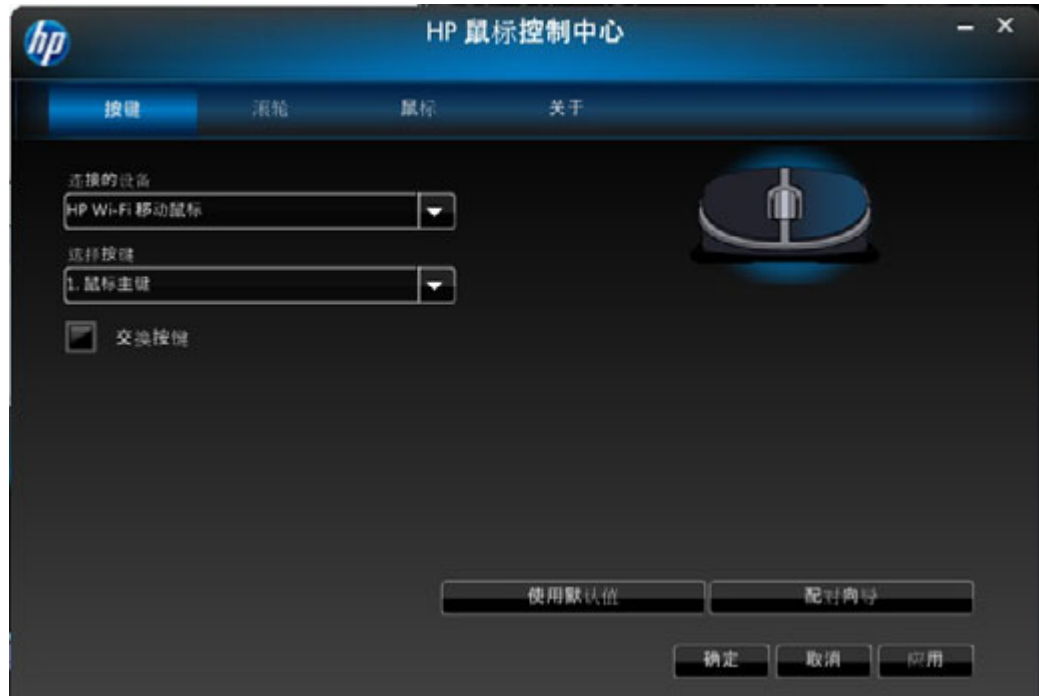 hp
HP 鼠标控制中心
按键 滚轮 鼠标 关于
连接的设备
HP Wi-Fi 移动鼠标
选择按键
1. 鼠标主键
交换按键
使用默认值 配对向导
确定 取消 应用